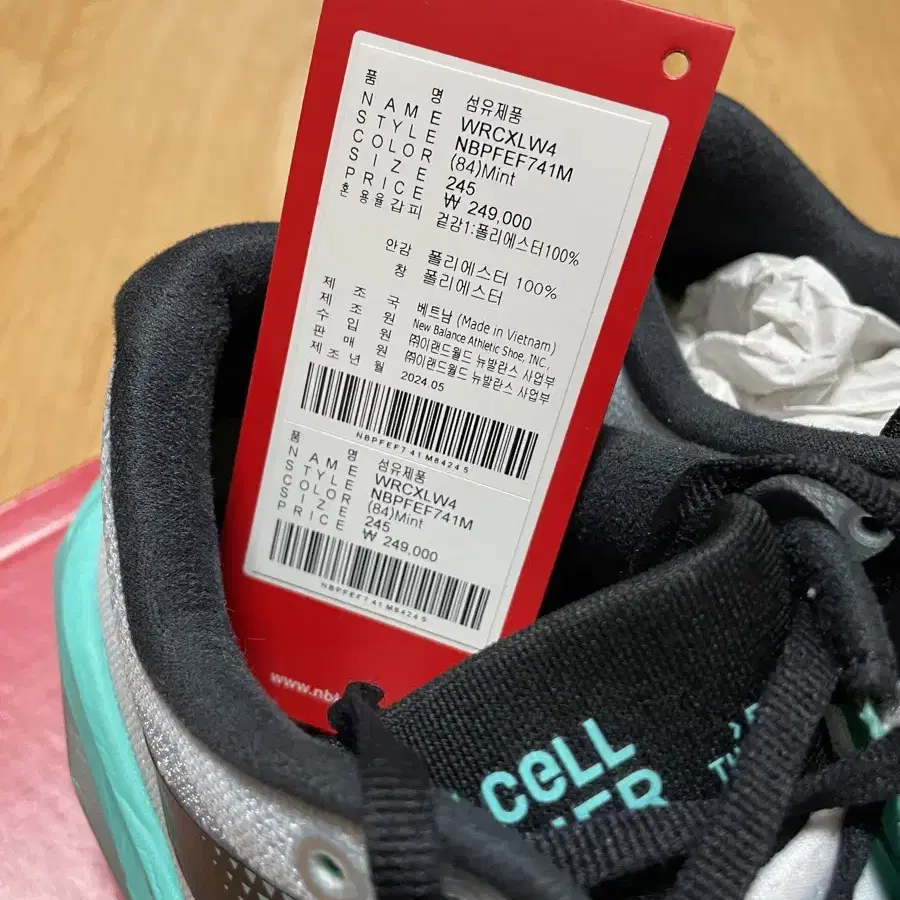 품 명 섬유제품
NAME WRCXLW4
STYLE NBPFEF741M
COLOR (84)Mint
SIZE 245
PRICE ₩ 249,000
혼용율갑피 겉감1:폴리에스터100%
안감 폴리에스터 100%
창 폴리에스터
제 조 국 베트남 (Made in Vietnam)
제 조 원 New Balance Athletic Shoe, INC.,
수 입 원 ㈜이랜드월드 뉴발란스 사업부
판 매 원 ㈜이랜드월드 뉴발란스 사업부
제조년월 2024.05
NBPFEF741M84245
품 명 섬유제품
NAME WRCXLW4
STYLE NBPFEF741M
COLOR (84)Mint
SIZE 245
PRICE ₩ 249,000
NBPFEF741M84245
www.nb
CELL